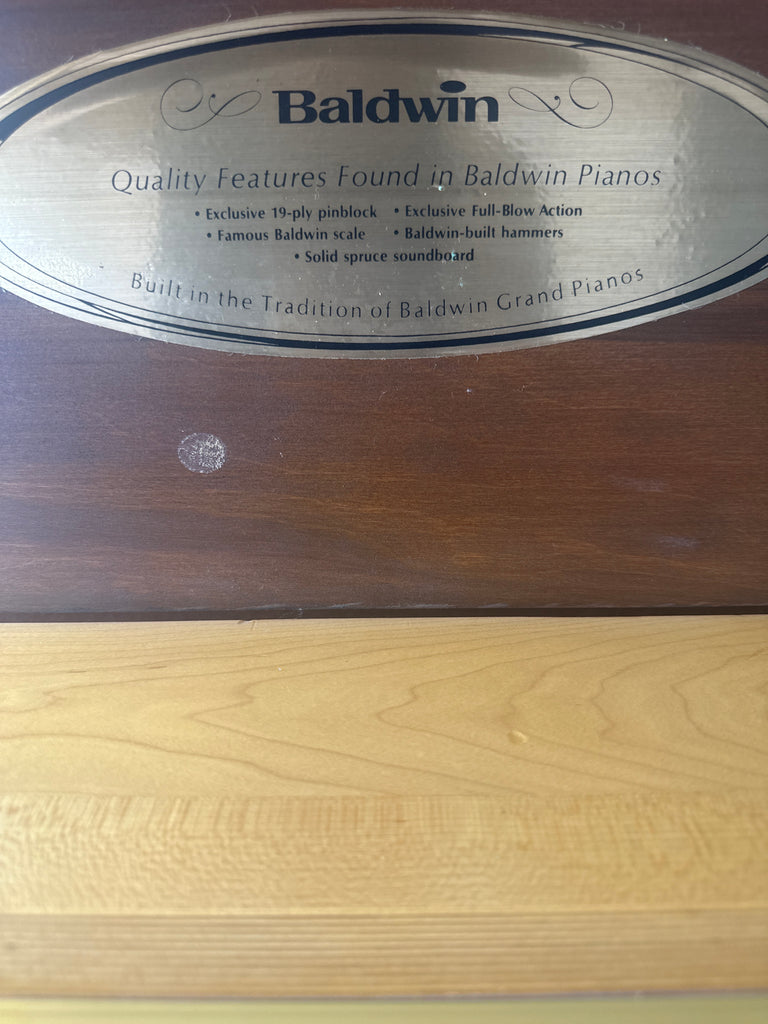 Baldwin
Quality Features Found in Baldwin Pianos
• Exclusive 19-ply pinblock • Exclusive Full-Blow Action
• Famous Baldwin scale • Baldwin-built hammers
• Solid spruce soundboard
Built in the Tradition of Baldwin Grand Pianos